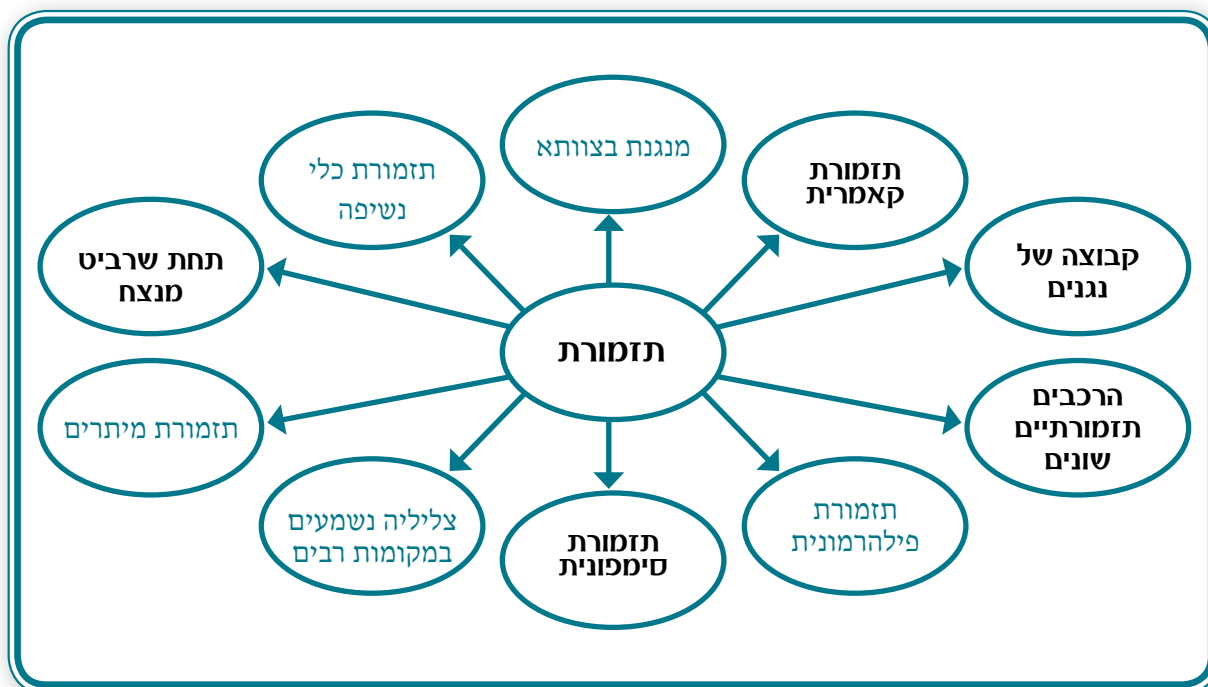 מנגנת בצוותא
תזמורת
קאמרית
תזמורת כלי
נשיפה
קבוצה של
נגנים
תחת שרביט
מנצח
תזמורת
הרכבים
תזמורתיים
שונים
תזמורת מיתרים
תזמורת
פילהרמונית
תזמורת
סימפונית
צליליה נשמעים
במקומות רבים